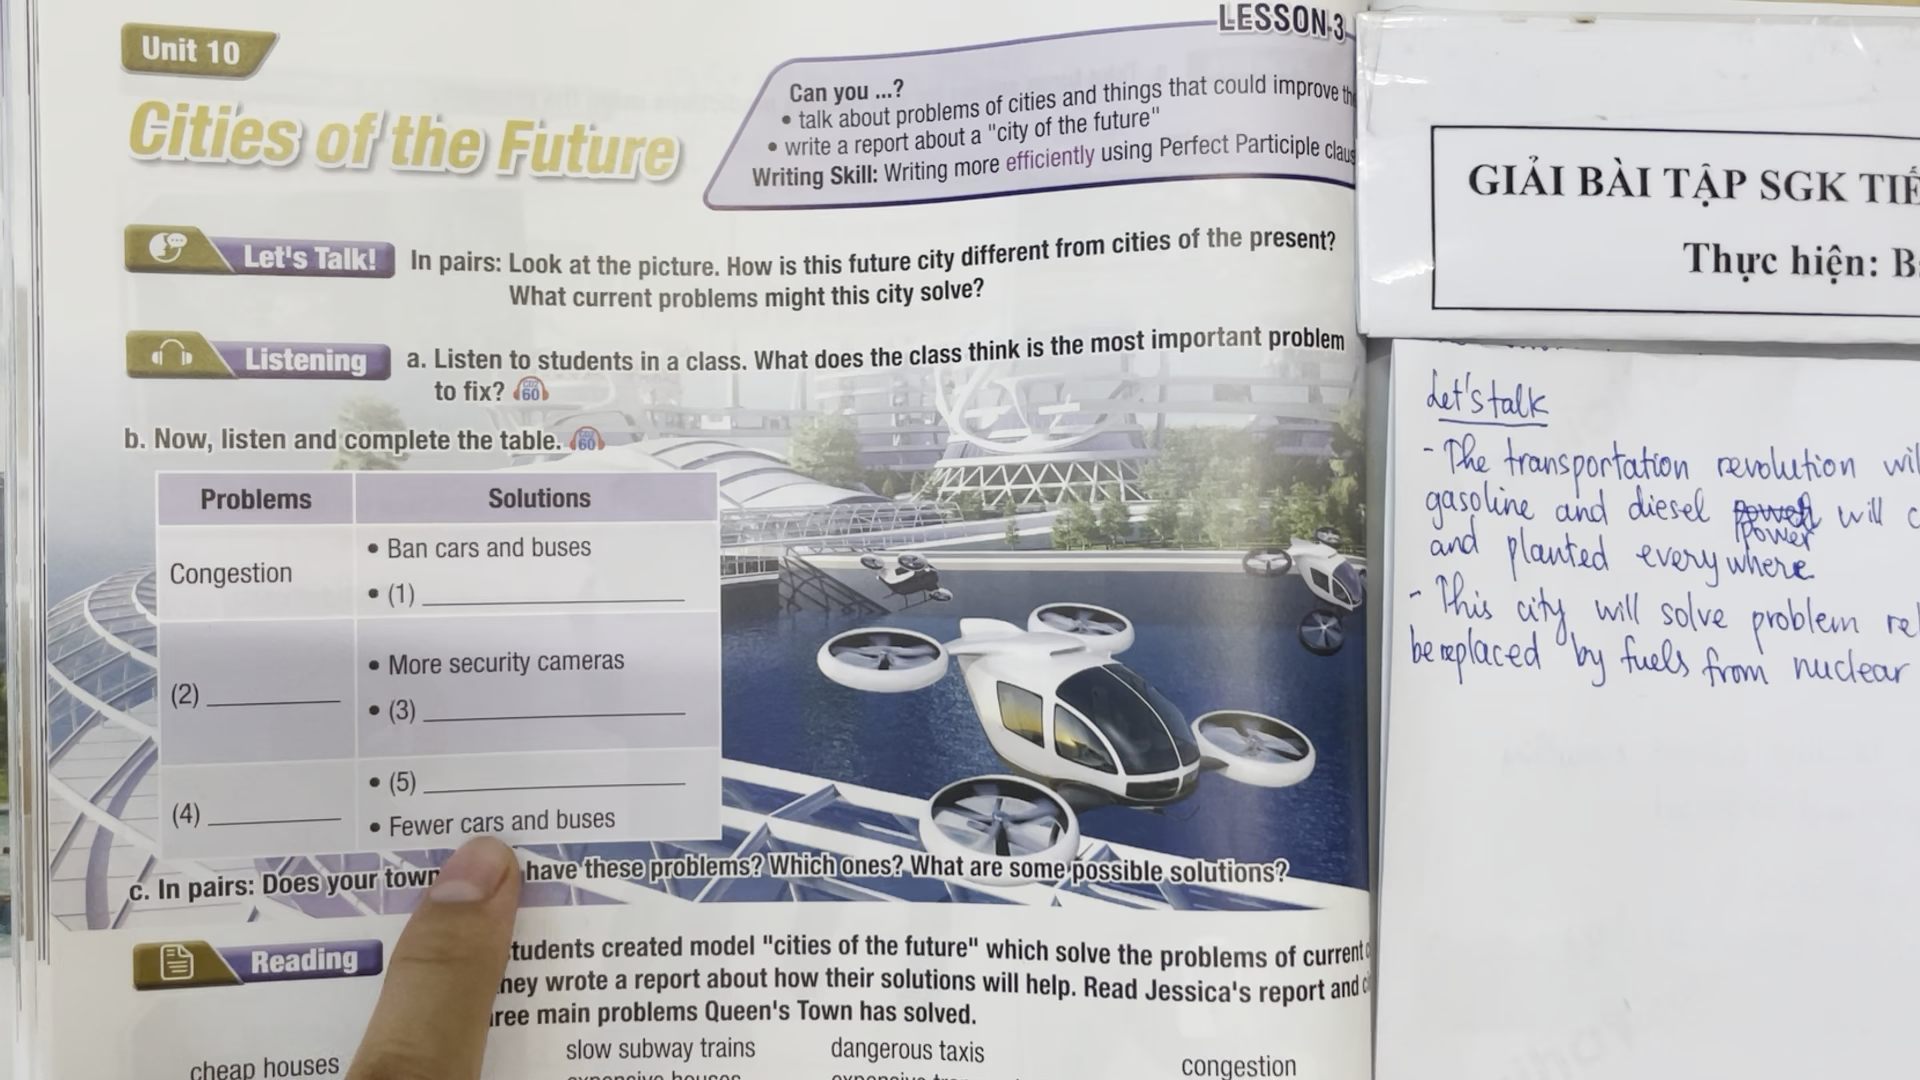 Unit 10
LESSON 3
Cities of the Future
Can you ...?
• talk about problems of cities and things that could improve
• write a report about a "city of the future"
Writing Skill: Writing more efficiently using Perfect Participle
Let's Talk!
In pairs: Look at the picture. How is this future city different from cities of the present?
What current problems might this city solve?
Listening
a. Listen to students in a class. What does the class think is the most important problem
to fix? CD2 60
b. Now, listen and complete the table. 60
Problems
Solutions
Congestion
• Ban cars and buses
• (1)
(2)
• More security cameras
• (3)
(4)
• (5)
• Fewer cars and buses
c. In pairs: Does your town have these problems? Which ones? What are some possible solutions?
Reading
tudents created model "cities of the future" which solve the problems of current
hey wrote a report about how their solutions will help. Read Jessica's report and
ree main problems Queen's Town has solved.
cheap houses
slow subway trains
dangerous taxis
congestion
expensive houses
GIẢI BÀI TẬP SGK TIẾ
Thực hiện: B
Let's talk
- The transportation revolution wil
gasoline and diesel power will c
and planted everywhere
- This city will solve problem rel
be replaced by fuels from nuclear